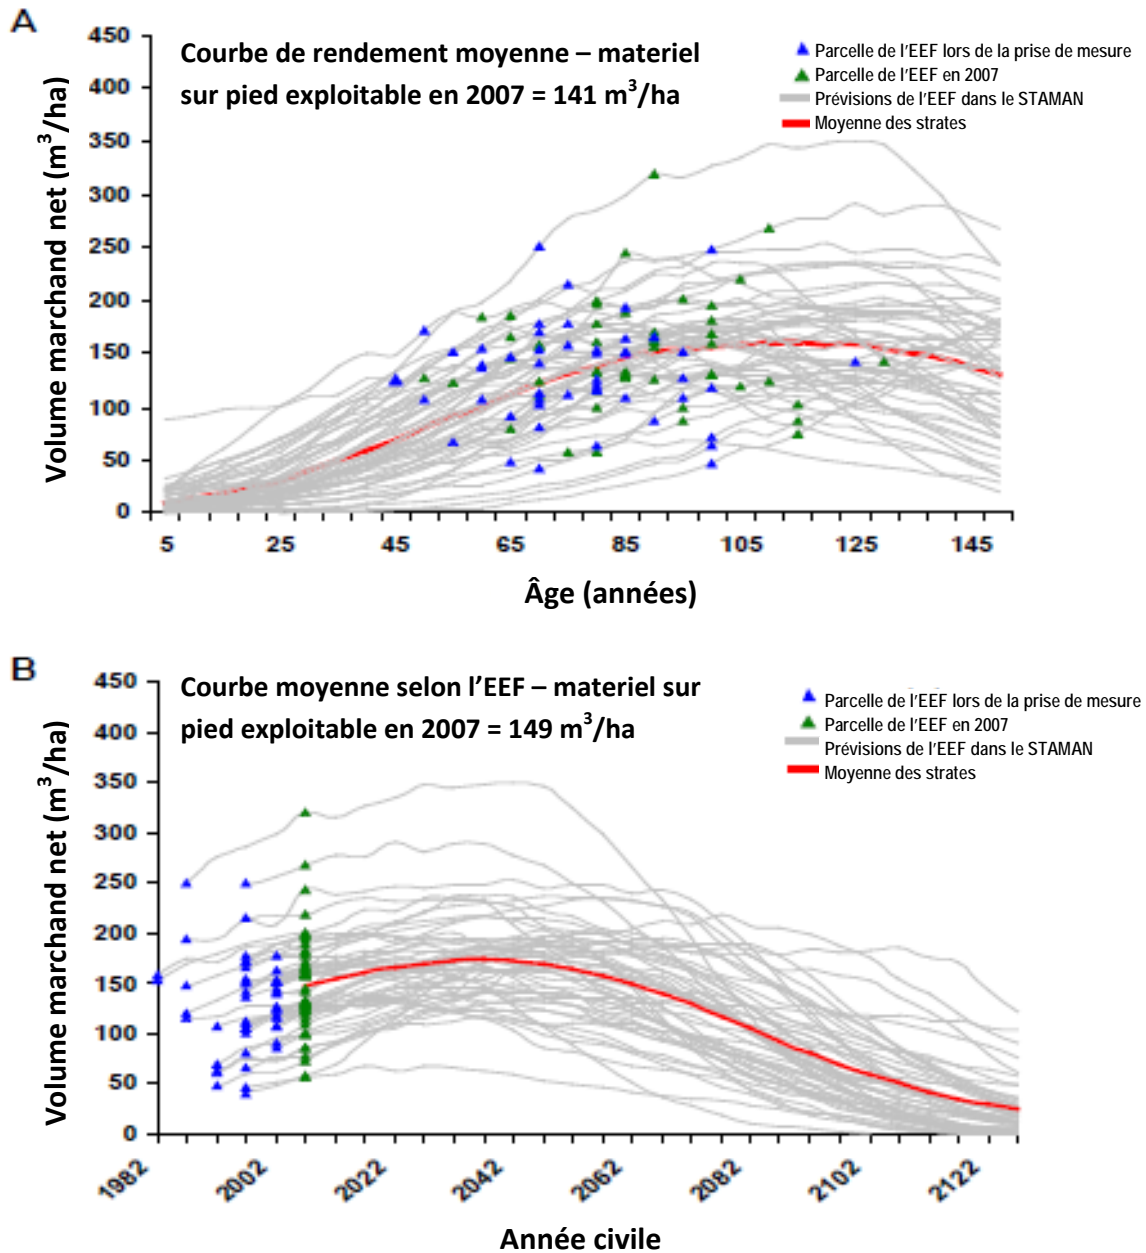 A
Courbe de rendement moyenne – materiel
sur pied exploitable en 2007 = 141 m³/ha
Parcelle de l'EEF lors de la prise de mesure
Parcelle de l'EEF en 2007
Prévisions de l'EEF dans le STAMAN
Moyenne des strates
Volume marchand net (m³/ha)
450
400
350
300
250
200
150
100
50
0
5 25 45 65 85 105 125 145
Âge (années)
B
Courbe moyenne selon l'EEF – materiel sur
pied exploitable en 2007 = 149 m³/ha
Parcelle de l'EEF lors de la prise de mesure
Parcelle de l'EEF en 2007
Prévisions de l'EEF dans le STAMAN
Moyenne des strates
Volume marchand net (m³/ha)
450
400
350
300
250
200
150
100
50
0
1982 2002 2022 2042 2062 2082 2102 2122
Année civile